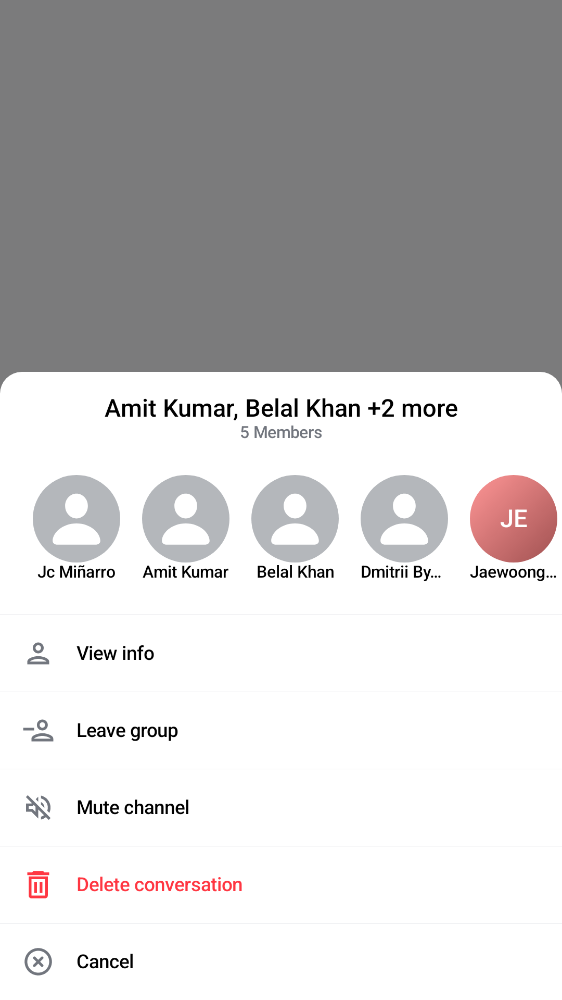 Amit Kumar, Belal Khan +2 more
5 Members
JE
Jc Miñarro Amit Kumar Belal Khan Dmitrii By... Jaewoong...
View info
Leave group
Mute channel
Delete conversation
Cancel